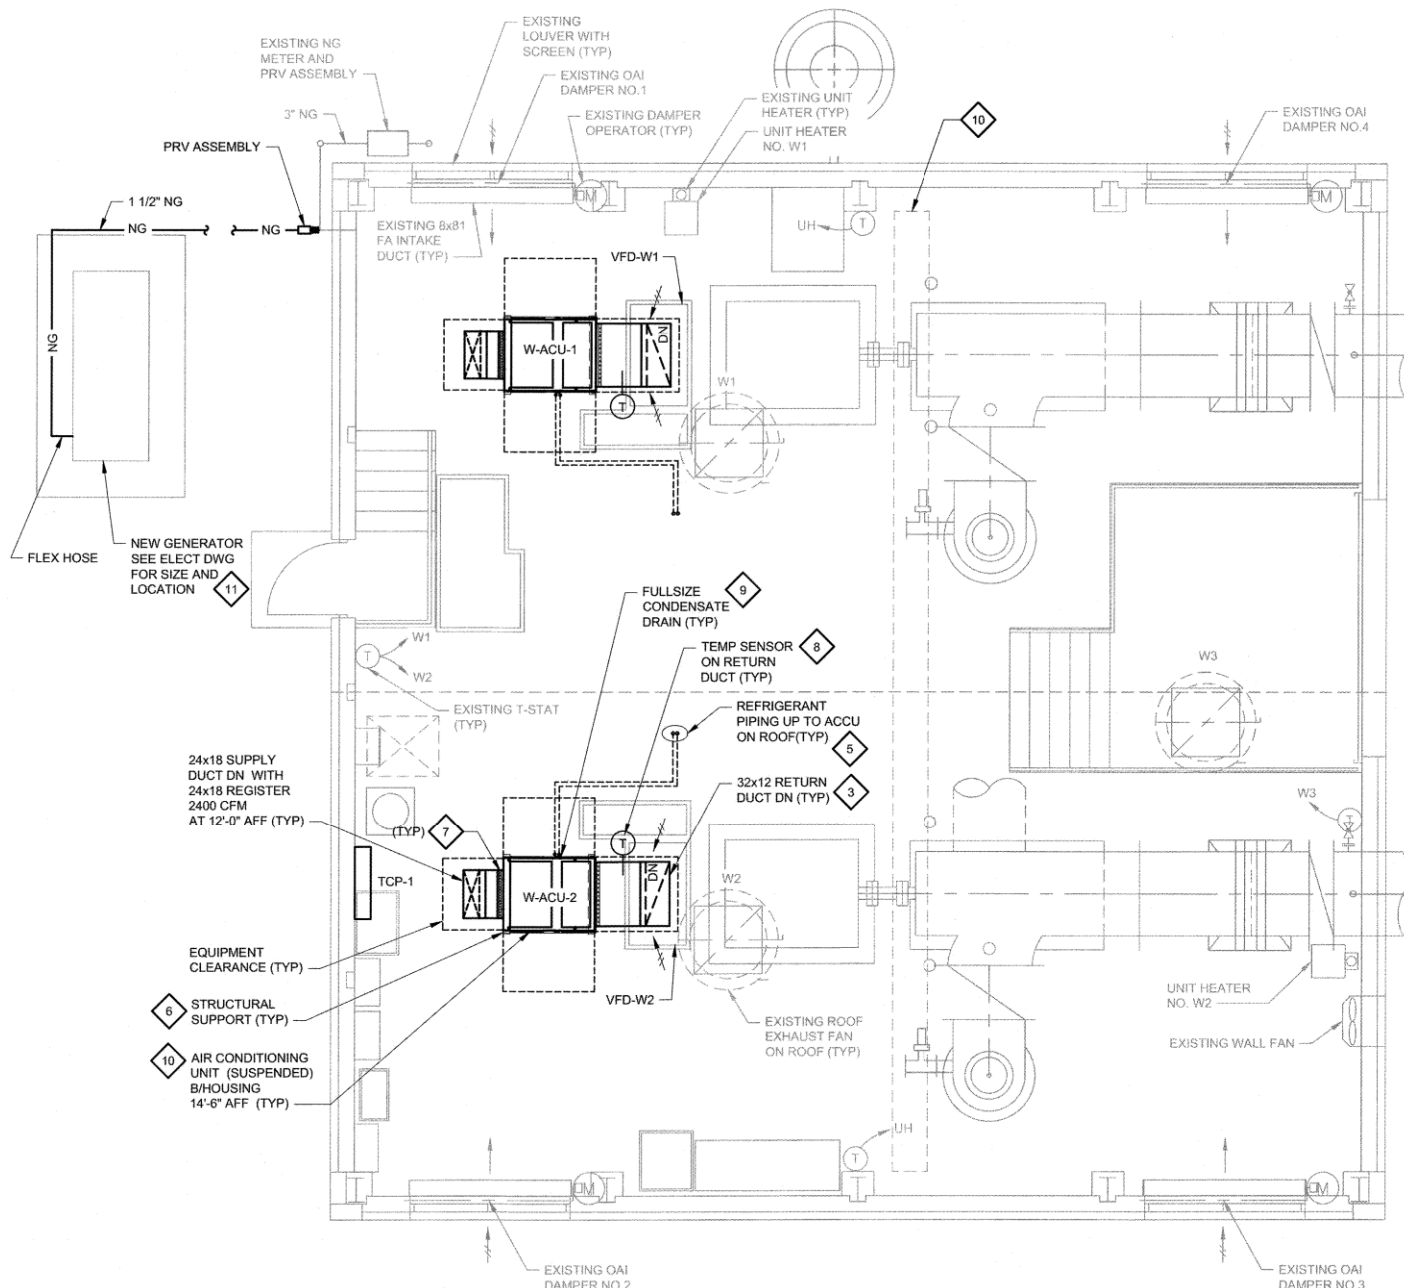 EXISTING
LOUVER WITH
SCREEN (TYP)
EXISTING NG
METER AND
PRV ASSEMBLY
EXISTING OAI
DAMPER NO.1
EXISTING DAMPER
OPERATOR (TYP)
EXISTING UNIT
HEATER (TYP)
UNIT HEATER
NO. W1
10
EXISTING OAI
DAMPER NO.4
3" NG
PRV ASSEMBLY
1 1/2" NG
NG
NG
NG
M
M
EXISTING 8x81
FA INTAKE
DUCT (TYP)
UH
T
VFD-W1
W-ACU-1
DN
T
W1
FLEX HOSE
NEW GENERATOR
SEE ELECT DWG
FOR SIZE AND
LOCATION
11
FULLSIZE
CONDENSATE
DRAIN (TYP)
9
TEMP SENSOR
ON RETURN
DUCT (TYP)
8
W1
T
W2
W3
EXISTING T-STAT
(TYP)
REFRIGERANT
PIPING UP TO ACCU
ON ROOF(TYP)
5
24x18 SUPPLY
DUCT DN WITH
24x18 REGISTER
2400 CFM
AT 12'-0" AFF (TYP)
32x12 RETURN
DUCT DN (TYP)
3
W3
T
(TYP)
7
T
TCP-1
W-ACU-2
DN
W2
EQUIPMENT
CLEARANCE (TYP)
VFD-W2
6
STRUCTURAL
SUPPORT (TYP)
10
AIR CONDITIONING
UNIT (SUSPENDED)
B/HOUSING
14'-6" AFF (TYP)
EXISTING ROOF
EXHAUST FAN
ON ROOF (TYP)
UNIT HEATER
NO. W2
EXISTING WALL FAN
UH
T
M
M
EXISTING OAI
DAMPER NO.2
EXISTING OAI
DAMPER NO.3